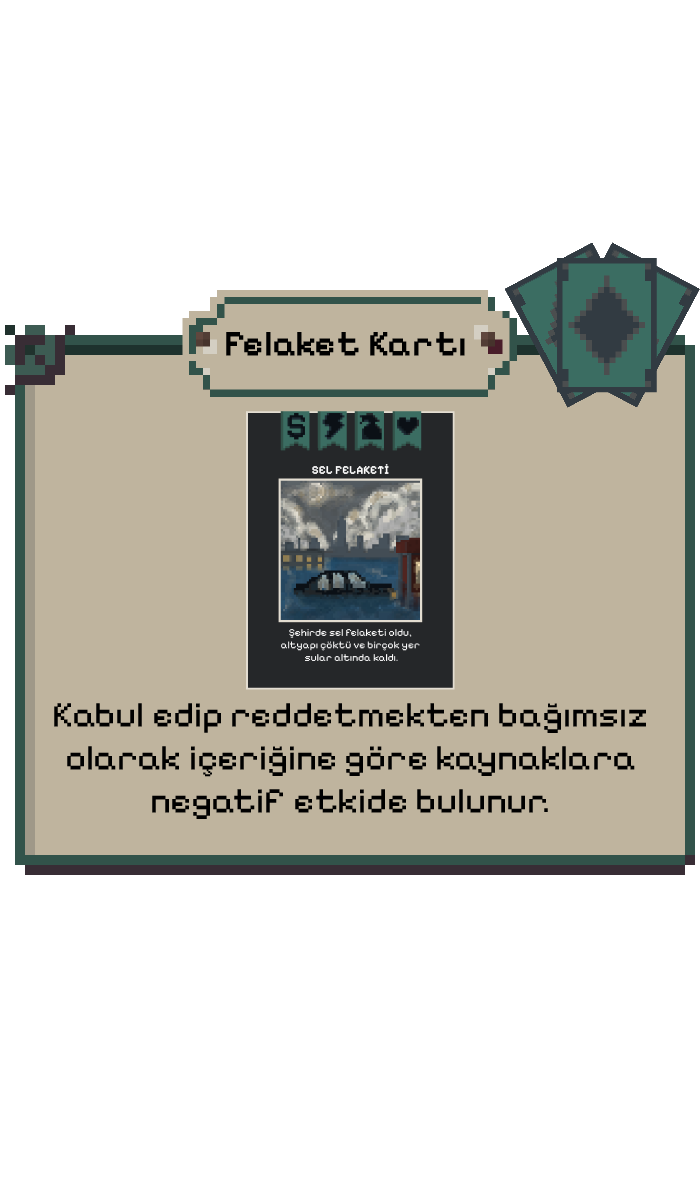 Felaket Kartı
$
SEL FELAKETİ
Şehirde sel felaketi oldu,
altyapı çöktü ve birçok yer
sular altında kaldı.
Kabul edip reddetmekten bağımsız
olarak içeriğine göre kaynaklara
negatif etkide bulunur.